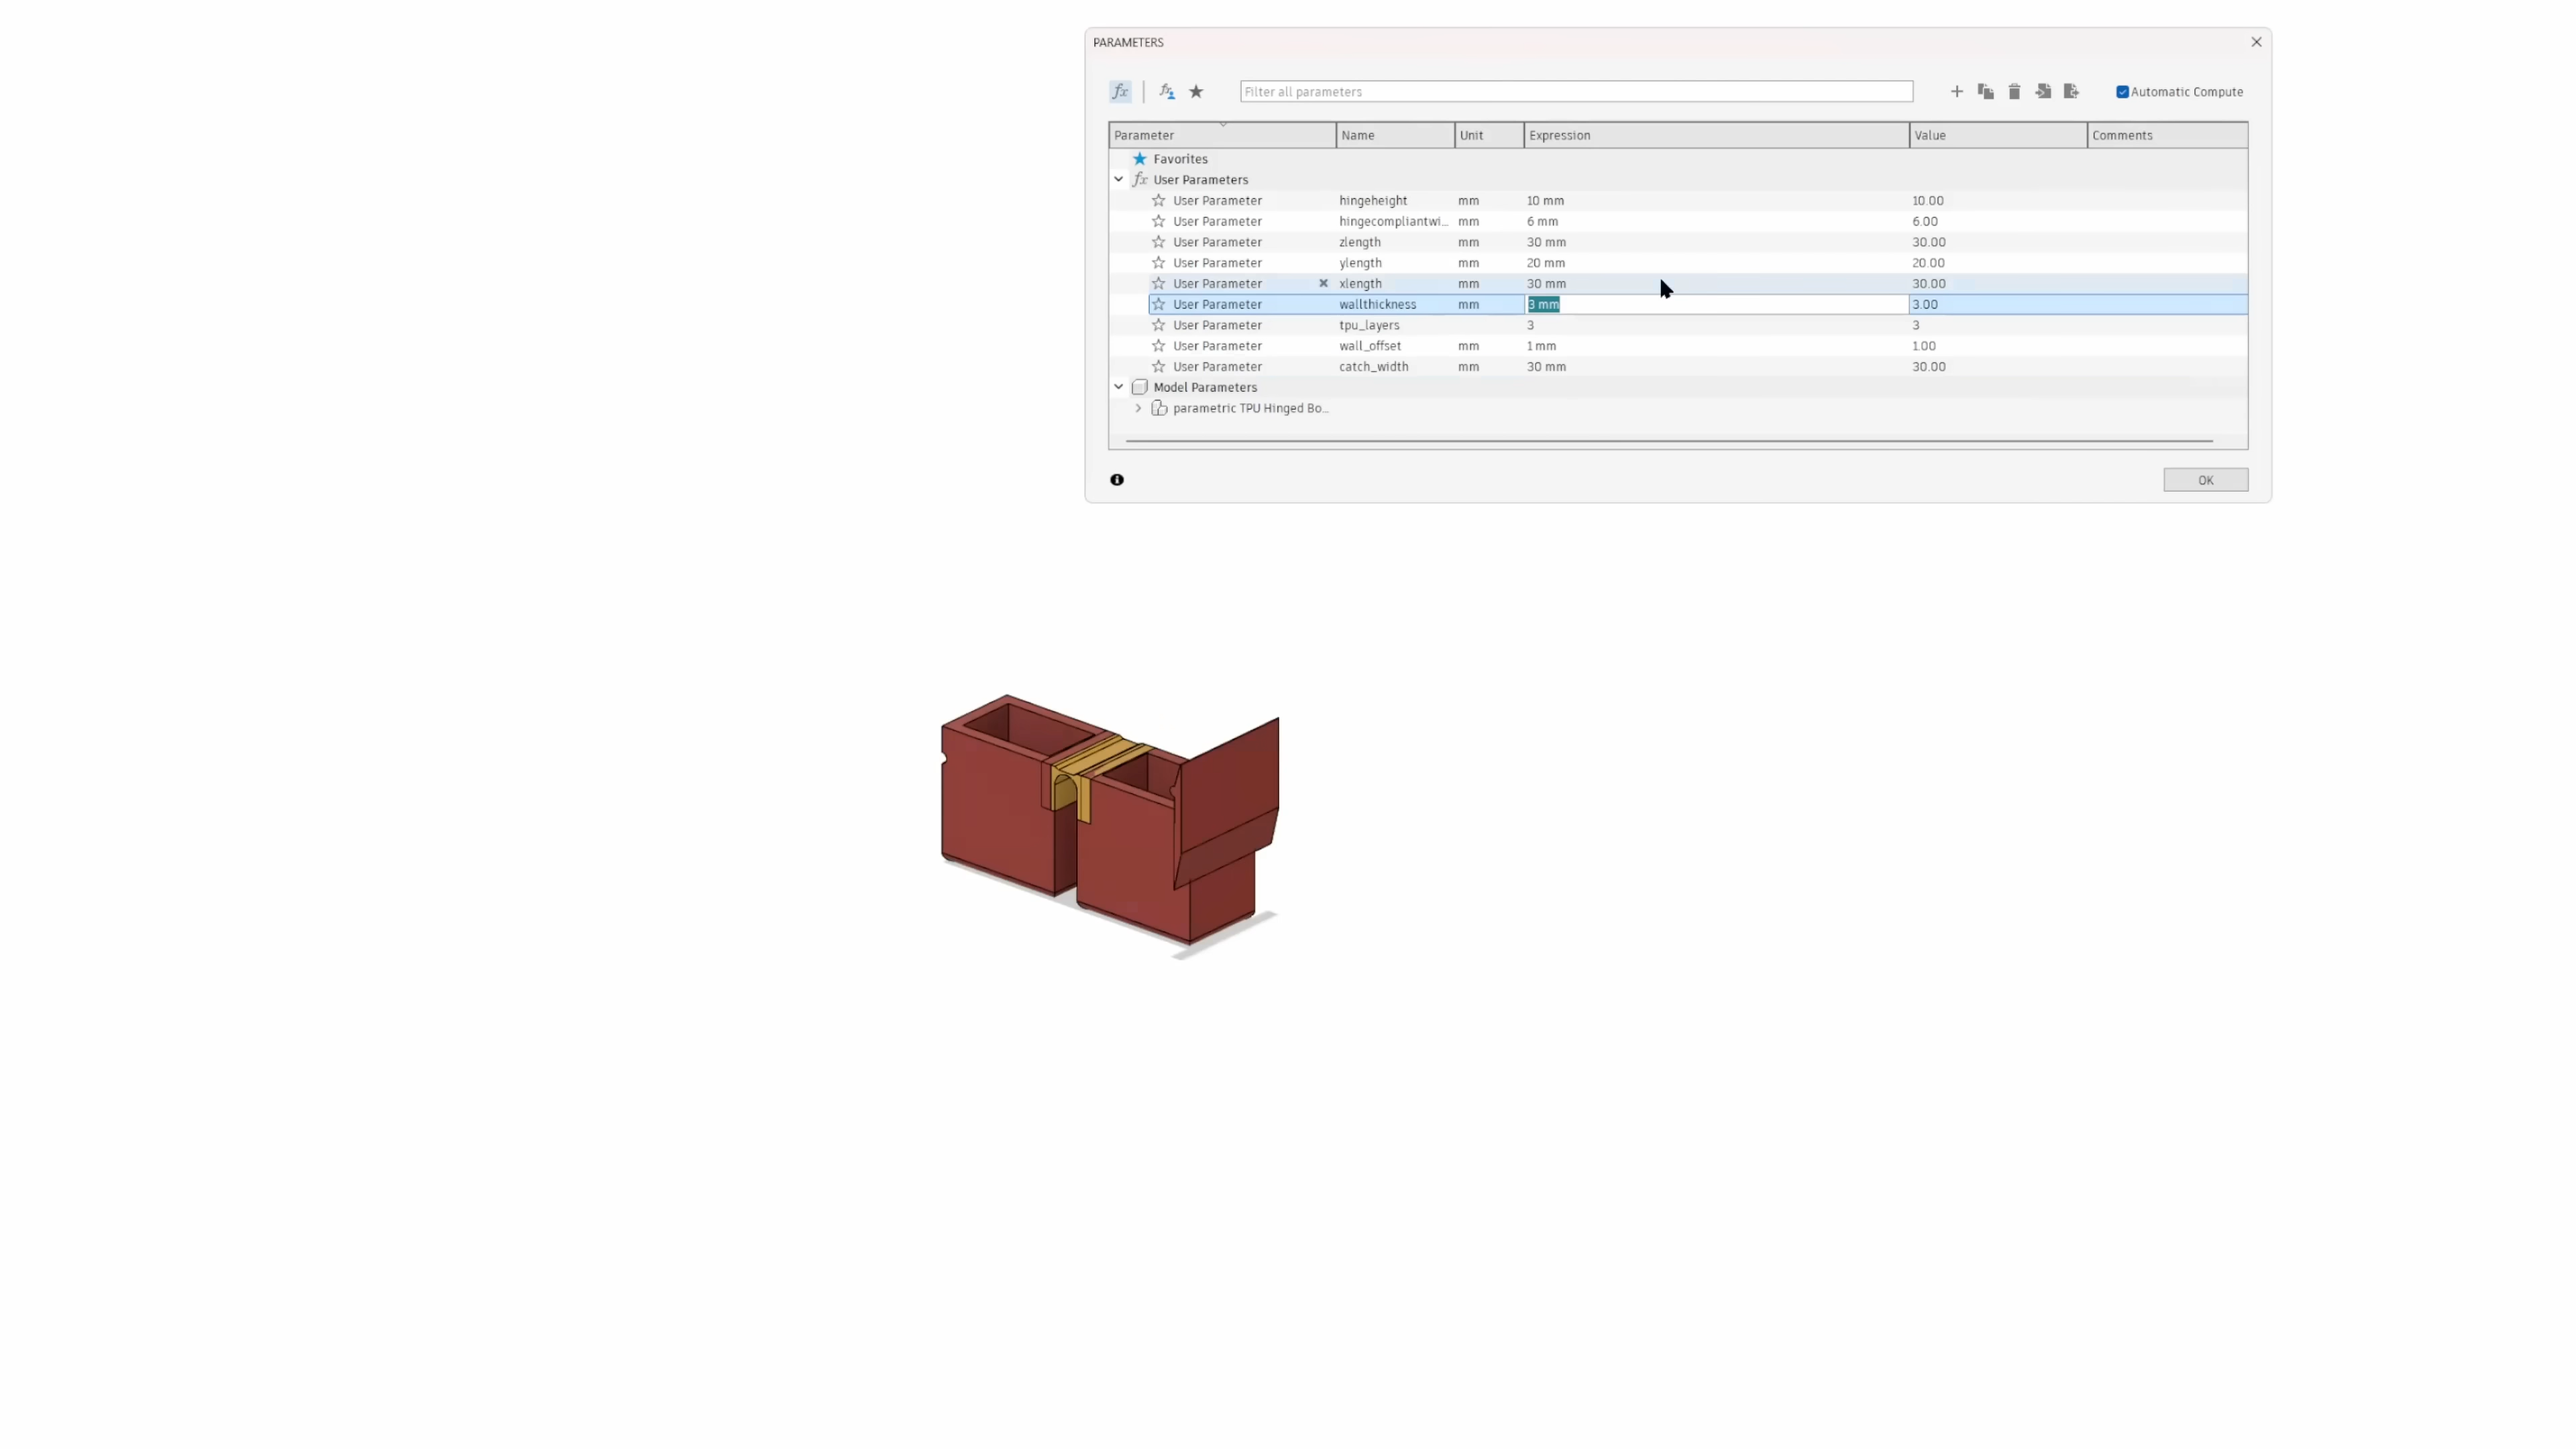 PARAMETERS
fx fx Filter all parameters Automatic Compute
Parameter Name Unit Expression Value Comments
Favorites
fx User Parameters
User Parameter hingeheight mm 10 mm 10.00
User Parameter hingecompliantwi... mm 6 mm 6.00
User Parameter zlength mm 30 mm 30.00
User Parameter ylength mm 20 mm 20.00
User Parameter xlength mm 30 mm 30.00
User Parameter wallthickness mm 3 mm 3.00
User Parameter tpu_layers 3 3
User Parameter wall_offset mm 1 mm 1.00
User Parameter catch_width mm 30 mm 30.00
Model Parameters
parametric TPU Hinged Bo...
OK